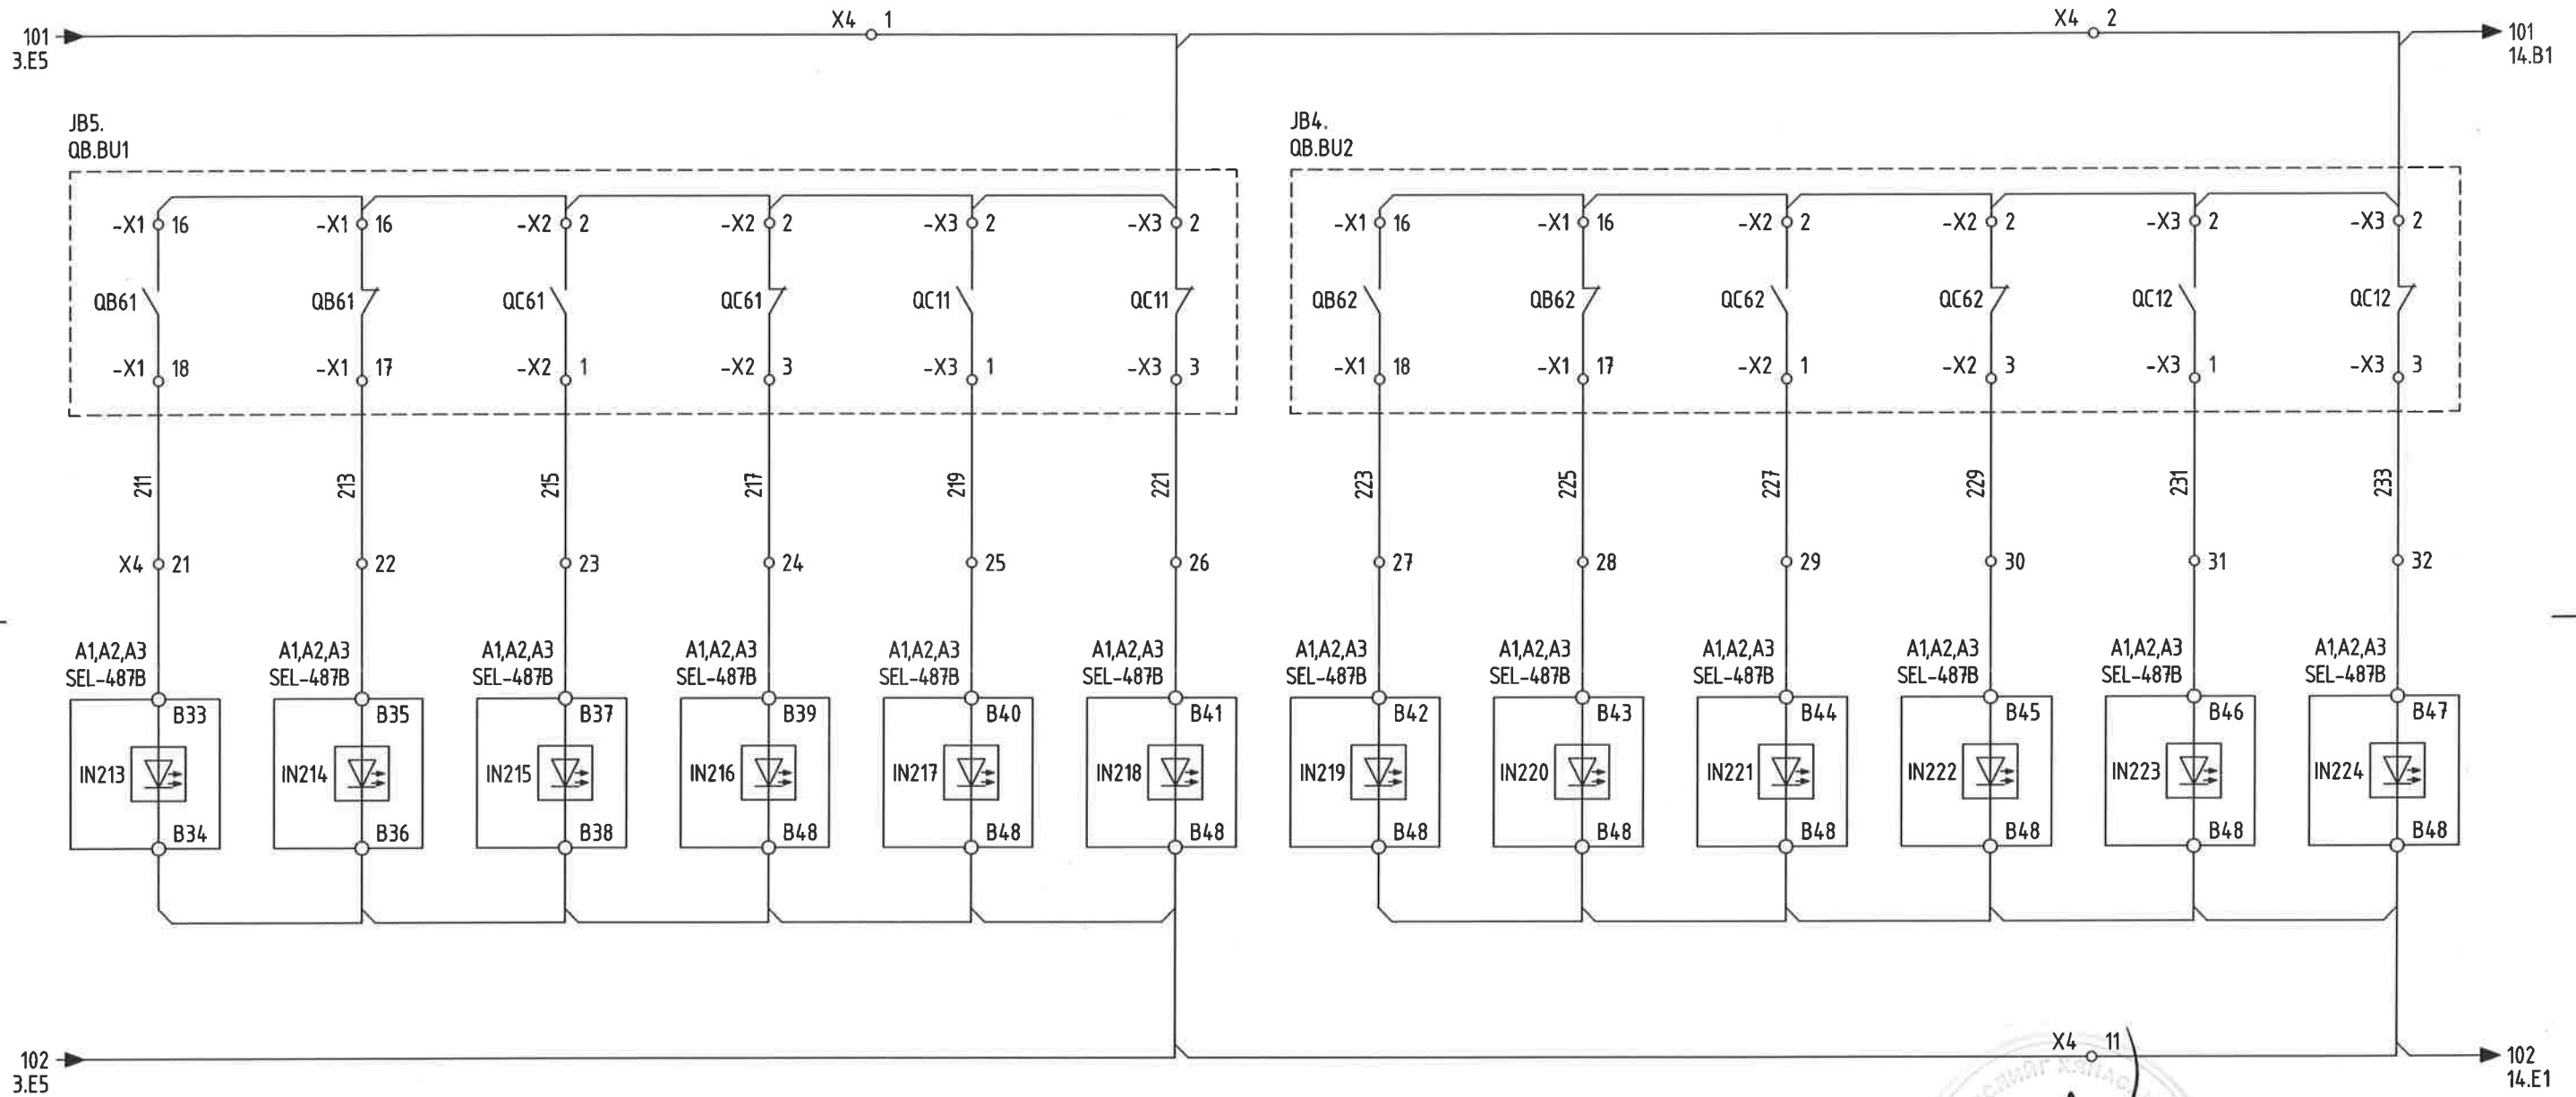 X4 1
X4 2
101
3.E5
101
14.B1
JB5.
QB.BU1
JB4.
QB.BU2
-X1 16 -X1 16 -X2 2 -X2 2 -X3 2 -X3 2 -X1 16 -X1 16 -X2 2 -X2 2 -X3 2 -X3 2
QB61 QB61 QC61 QC61 QC11 QC11 QB62 QB62 QC62 QC62 QC12 QC12
-X1 18 -X1 17 -X2 1 -X2 3 -X3 1 -X3 3 -X1 18 -X1 17 -X2 1 -X2 3 -X3 1 -X3 3
211 213 215 217 219 221 223 225 227 229 231 233
X4 21 22 23 24 25 26 27 28 29 30 31 32
A1,A2,A3 A1,A2,A3 A1,A2,A3 A1,A2,A3 A1,A2,A3 A1,A2,A3 A1,A2,A3 A1,A2,A3 A1,A2,A3 A1,A2,A3 A1,A2,A3 A1,A2,A3
SEL-487B SEL-487B SEL-487B SEL-487B SEL-487B SEL-487B SEL-487B SEL-487B SEL-487B SEL-487B SEL-487B SEL-487B
B33 B35 B37 B39 B40 B41 B42 B43 B44 B45 B46 B47
IN213 IN214 IN215 IN216 IN217 IN218 IN219 IN220 IN221 IN222 IN223 IN224
B34 B36 B38 B48 B48 B48 B48 B48 B48 B48 B48 B48
X4 11
102
3.E5
102
14.E1